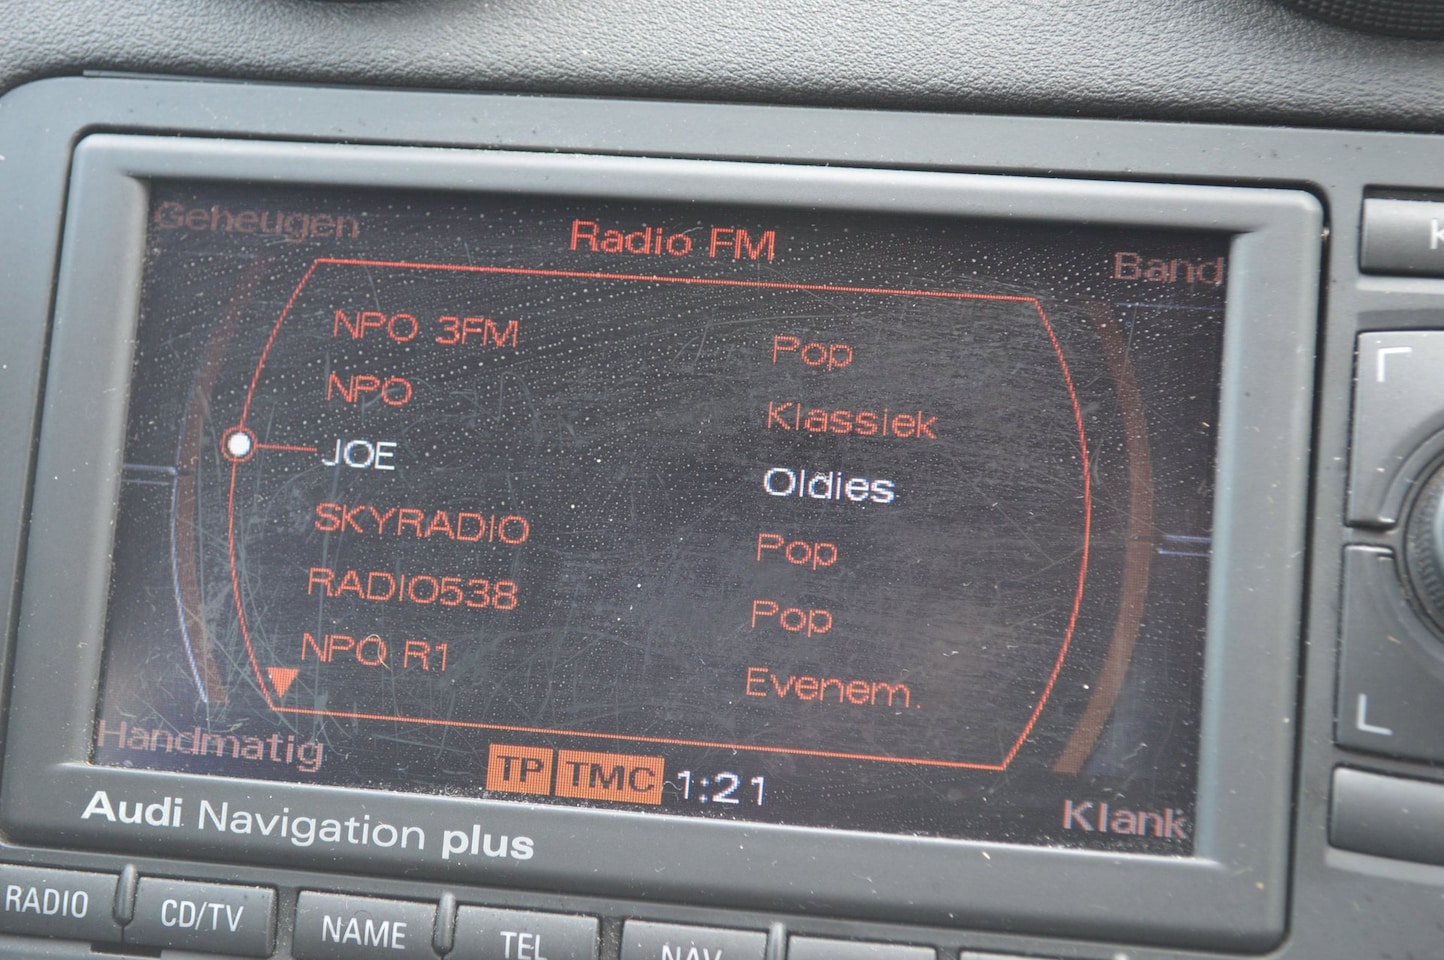 Geheugen
Radio FM
Band
NPO 3FM Pop
NPO Klassiek
JOE Oldies
SKYRADIO Pop
RADIO538 Pop
NPO R1 Evenem.
Handmatig
TP TMC 1:21
Klank
Audi Navigation plus
RADIO
CD/TV
NAME
TEL
NAV